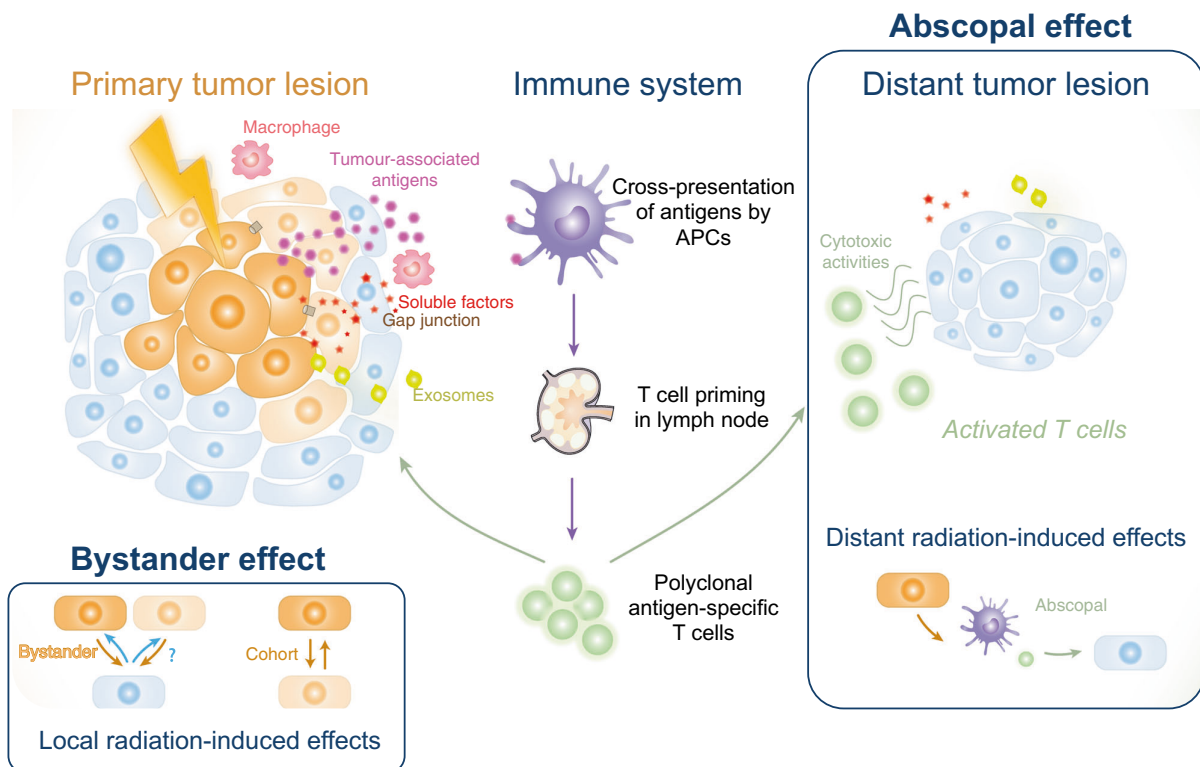 Abscopal effect
Primary tumor lesion
Immune system
Distant tumor lesion
Macrophage
Tumour-associated
antigens
Soluble factors
Gap junction
Exosomes
Cross-presentation
of antigens by
APCs
T cell priming
in lymph node
Polyclonal
antigen-specific
T cells
Cytotoxic
activities
Activated T cells
Distant radiation-induced effects
Abscopal
Bystander effect
Bystander
?
Cohort
Local radiation-induced effects